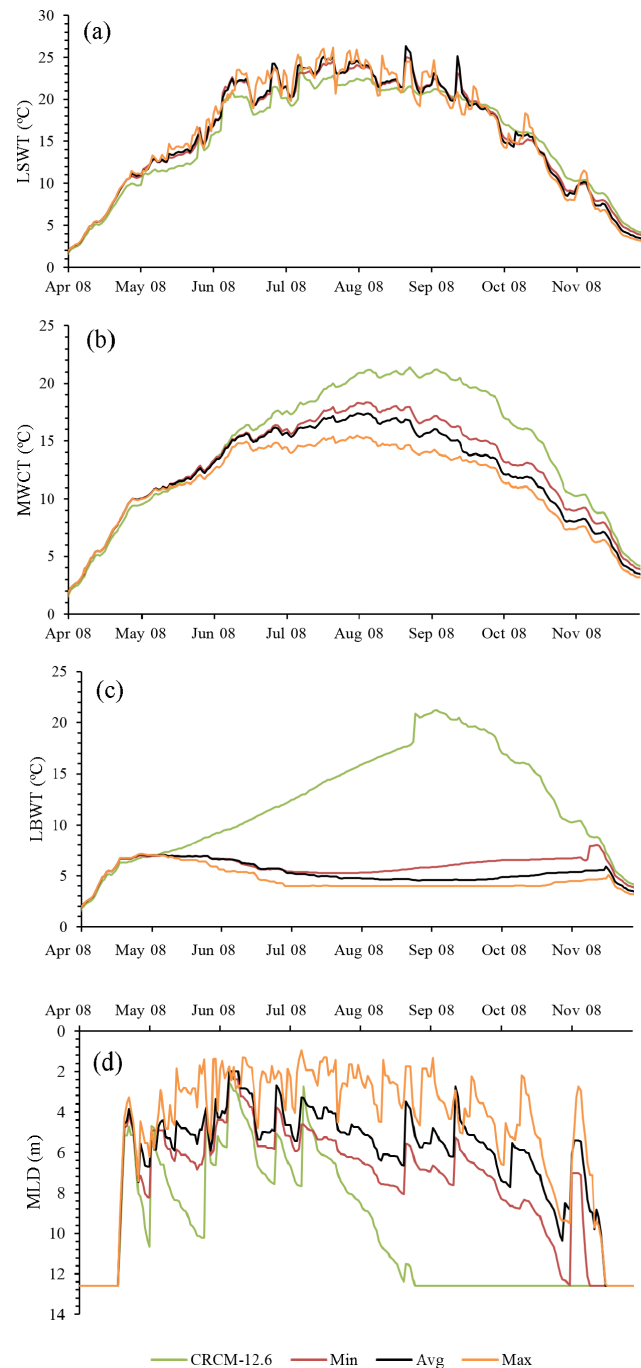 (a)
30
25
20
15
10
5
0
LSWT (ºC)
Apr 08 May 08 Jun 08 Jul 08 Aug 08 Sep 08 Oct 08 Nov 08
(b)
25
20
15
10
5
0
MWCT (ºC)
Apr 08 May 08 Jun 08 Jul 08 Aug 08 Sep 08 Oct 08 Nov 08
(c)
25
20
15
10
5
0
LBWT (ºC)
Apr 08 May 08 Jun 08 Jul 08 Aug 08 Sep 08 Oct 08 Nov 08
Apr 08 May 08 Jun 08 Jul 08 Aug 08 Sep 08 Oct 08 Nov 08
(d)
0
2
4
6
8
10
12
14
MLD (m)
CRCM-12.6 Min Avg Max